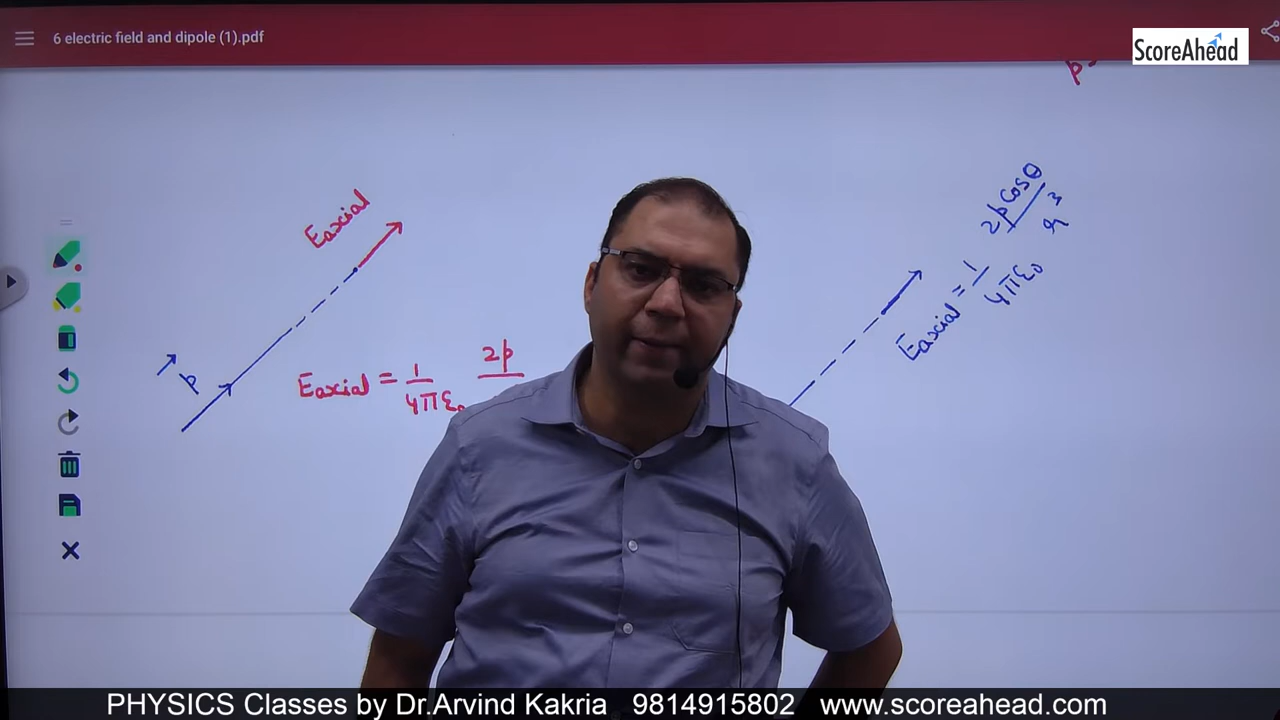 6 electric field and dipole (1).pdf
ScoreAhead
p
Eaxial
p
Eaxial = 1/4πε₀ 2p
Eaxial = 1/4πε₀ 2pCosθ/r³
PHYSICS Classes by Dr.Arvind Kakria 9814915802 www.scoreahead.com